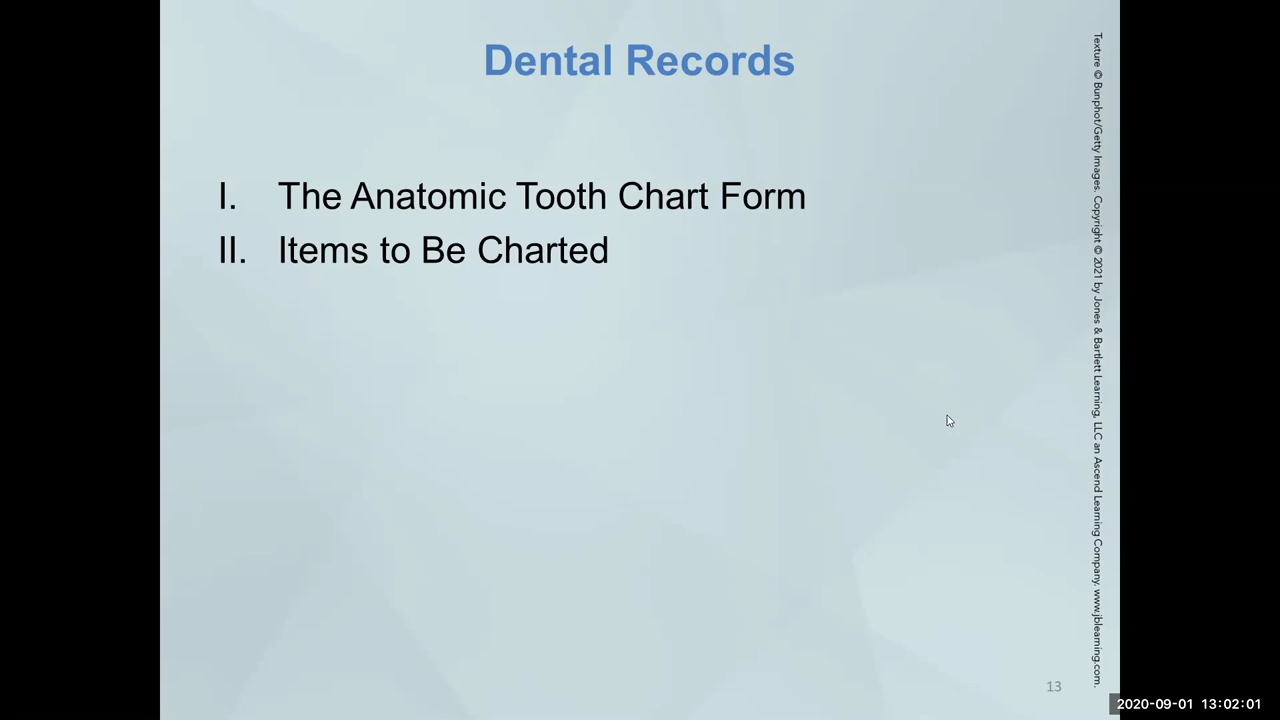 Dental Records
I. The Anatomic Tooth Chart Form
II. Items to Be Charted
Texture © Bunphot/Getty Images. Copyright © 2021 by Jones & Bartlett Learning, LLC an Ascend Learning Company. www.jblearning.com.
13
2020-09-01 13:02:01